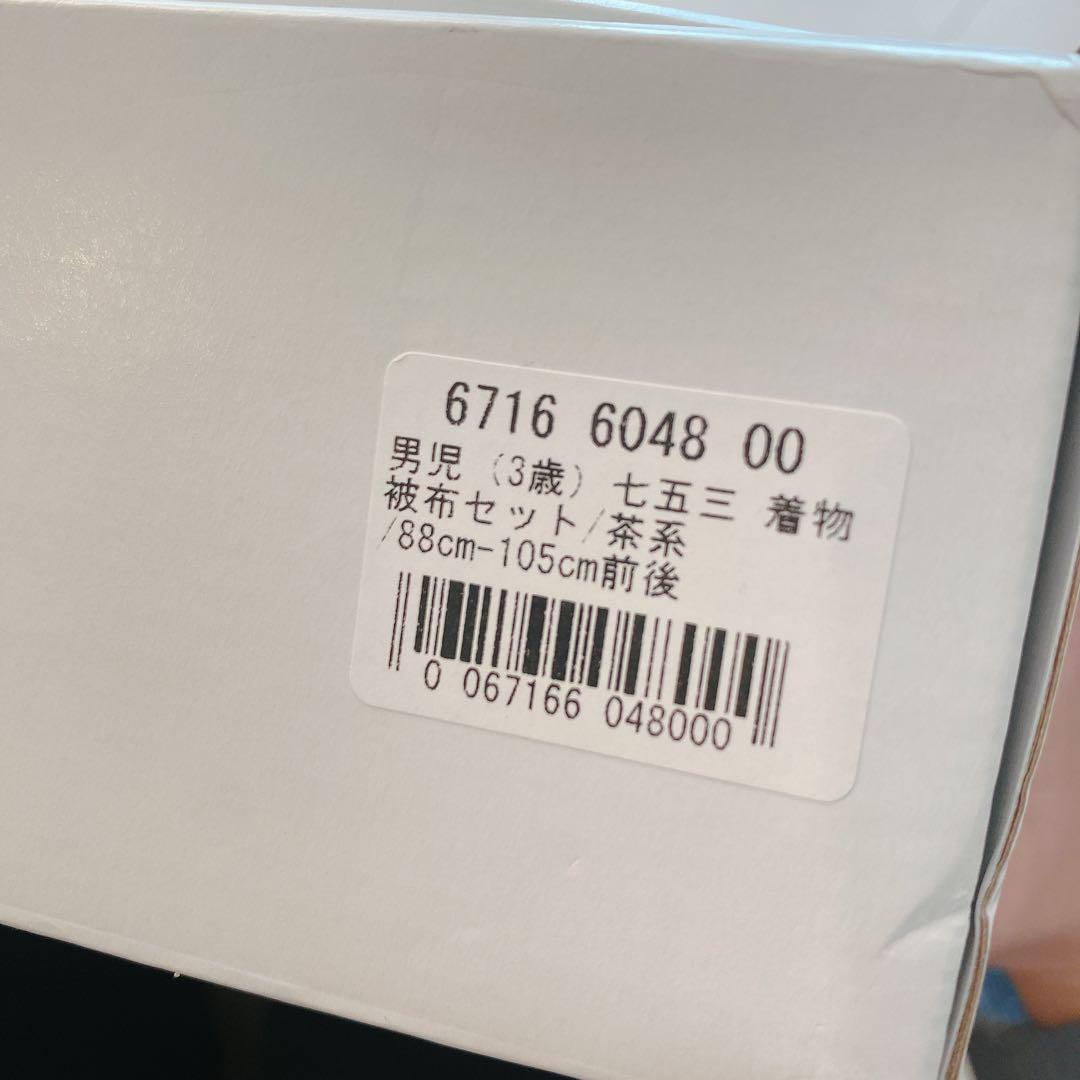 6716 6048 00
男児 (3歳) 七五三 着物
被布セット/茶系
/88cm-105cm前後
0 067166 048000